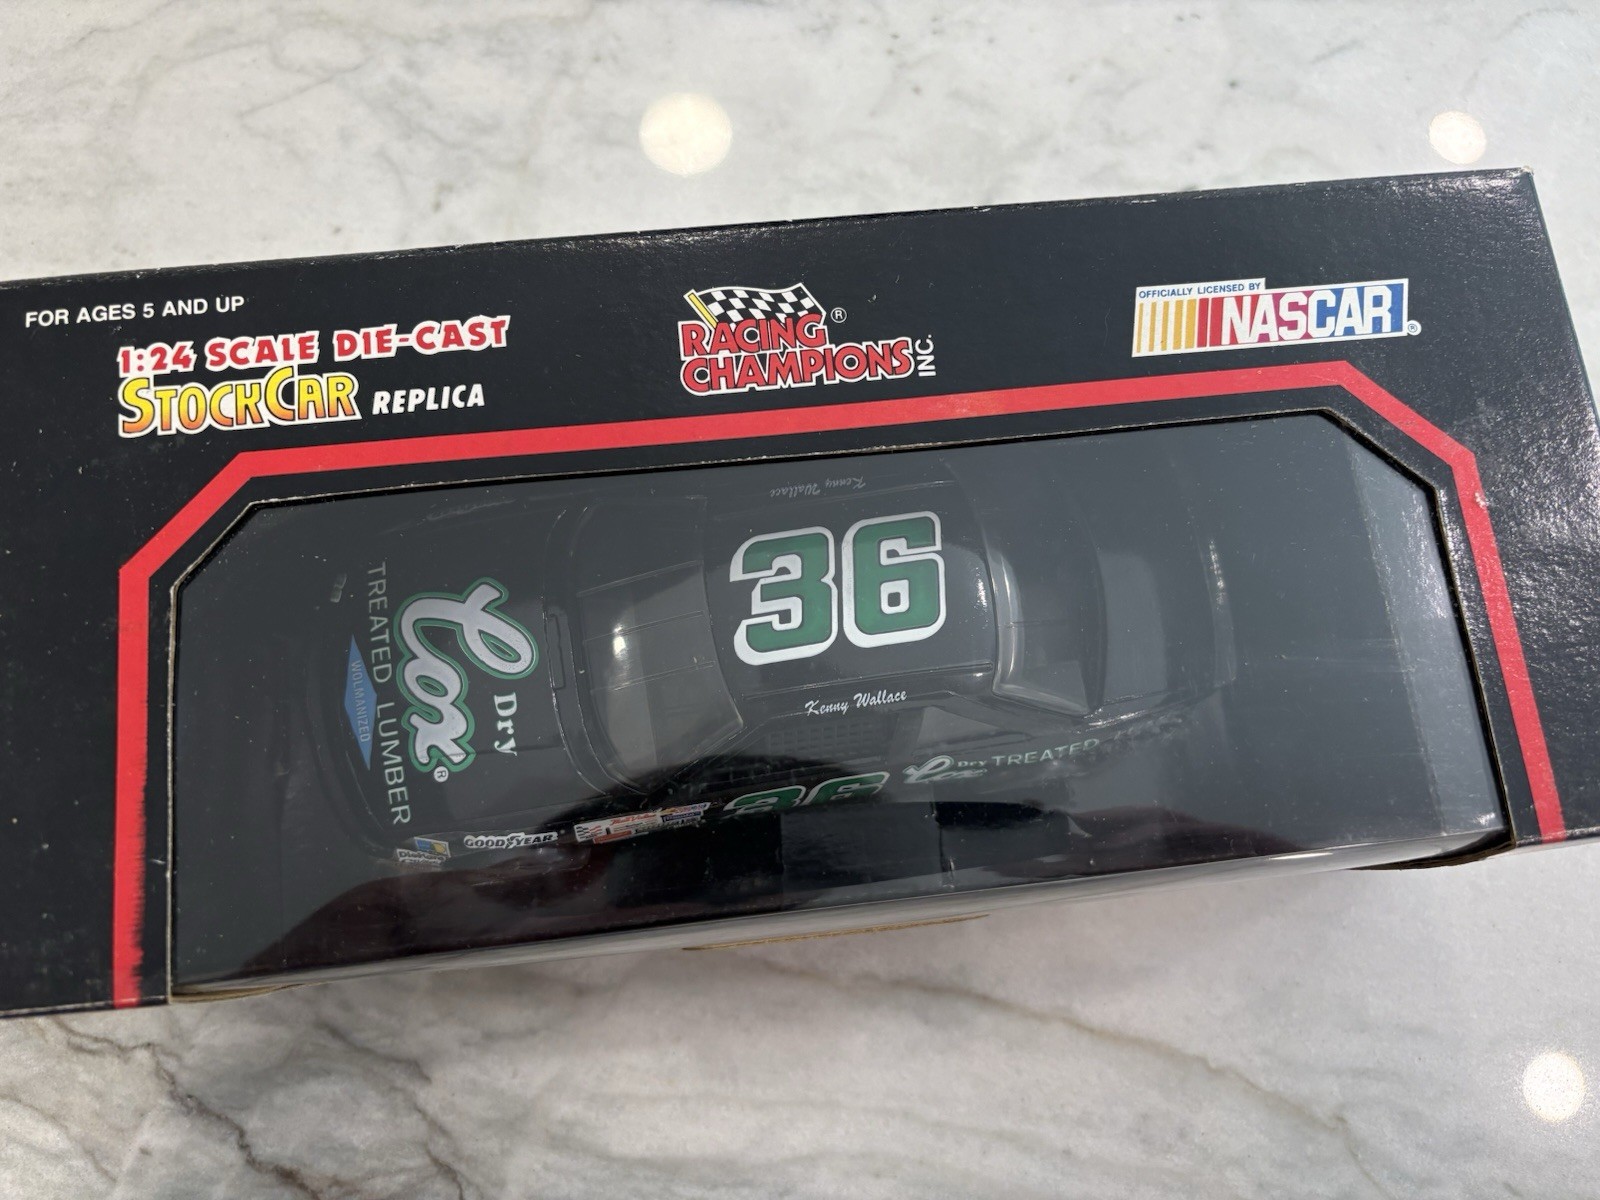 FOR AGES 5 AND UP
1:24 SCALE DIE-CAST
STOCKCAR REPLICA
RACING ®
CHAMPIONS INC.
OFFICIALLY LICENSED BY
NASCAR®
Kenny Wallace
36
Kenny Wallace
Dry
Cox®
TREATED LUMBER
WOLMANIZED
36
Cox Dry TREATED
GOODYEAR